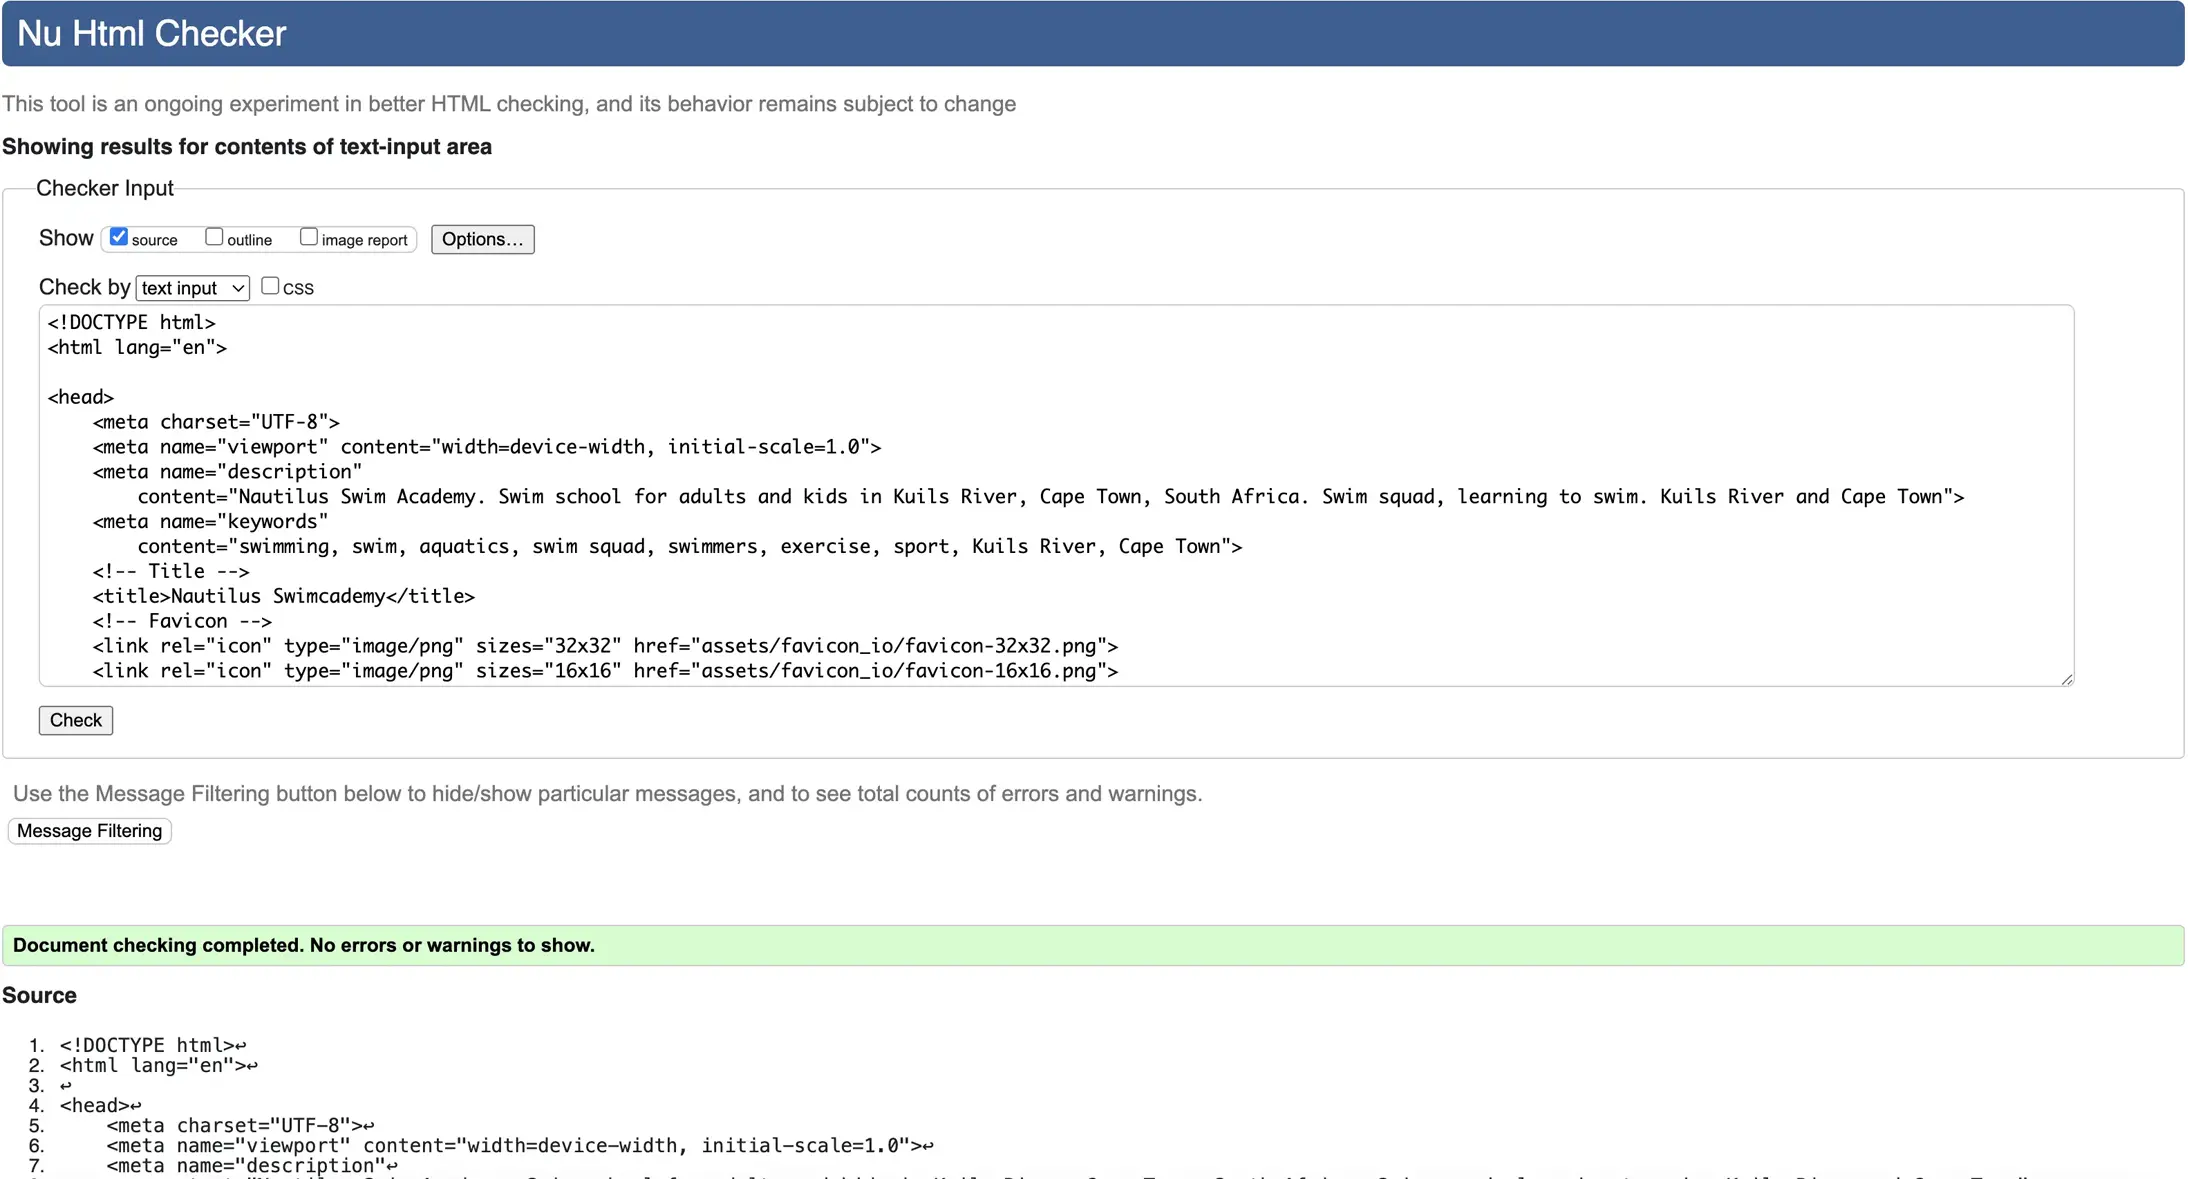 Nu Html Checker
This tool is an ongoing experiment in better HTML checking, and its behavior remains subject to change
Showing results for contents of text-input area
Checker Input
Show source outline image report Options...
Check by text input CSS
<!DOCTYPE html>
<html lang="en">
<head>
<meta charset="UTF-8">
<meta name="viewport" content="width=device-width, initial-scale=1.0">
<meta name="description"
content="Nautilus Swim Academy. Swim school for adults and kids in Kuils River, Cape Town, South Africa. Swim squad, learning to swim. Kuils River and Cape Town">
<meta name="keywords"
content="swimming, swim, aquatics, swim squad, swimmers, exercise, sport, Kuils River, Cape Town">
<!-- Title -->
<title>Nautilus Swimcademy</title>
<!-- Favicon -->
<link rel="icon" type="image/png" sizes="32x32" href="assets/favicon_io/favicon-32x32.png">
<link rel="icon" type="image/png" sizes="16x16" href="assets/favicon_io/favicon-16x16.png">
Check
Use the Message Filtering button below to hide/show particular messages, and to see total counts of errors and warnings.
Message Filtering
Document checking completed. No errors or warnings to show.
Source
1. <!DOCTYPE html>↩
2. <html lang="en">↩
3. ↩
4. <head>↩
5. <meta charset="UTF-8">↩
6. <meta name="viewport" content="width=device-width, initial-scale=1.0">↩
7. <meta name="description"↩